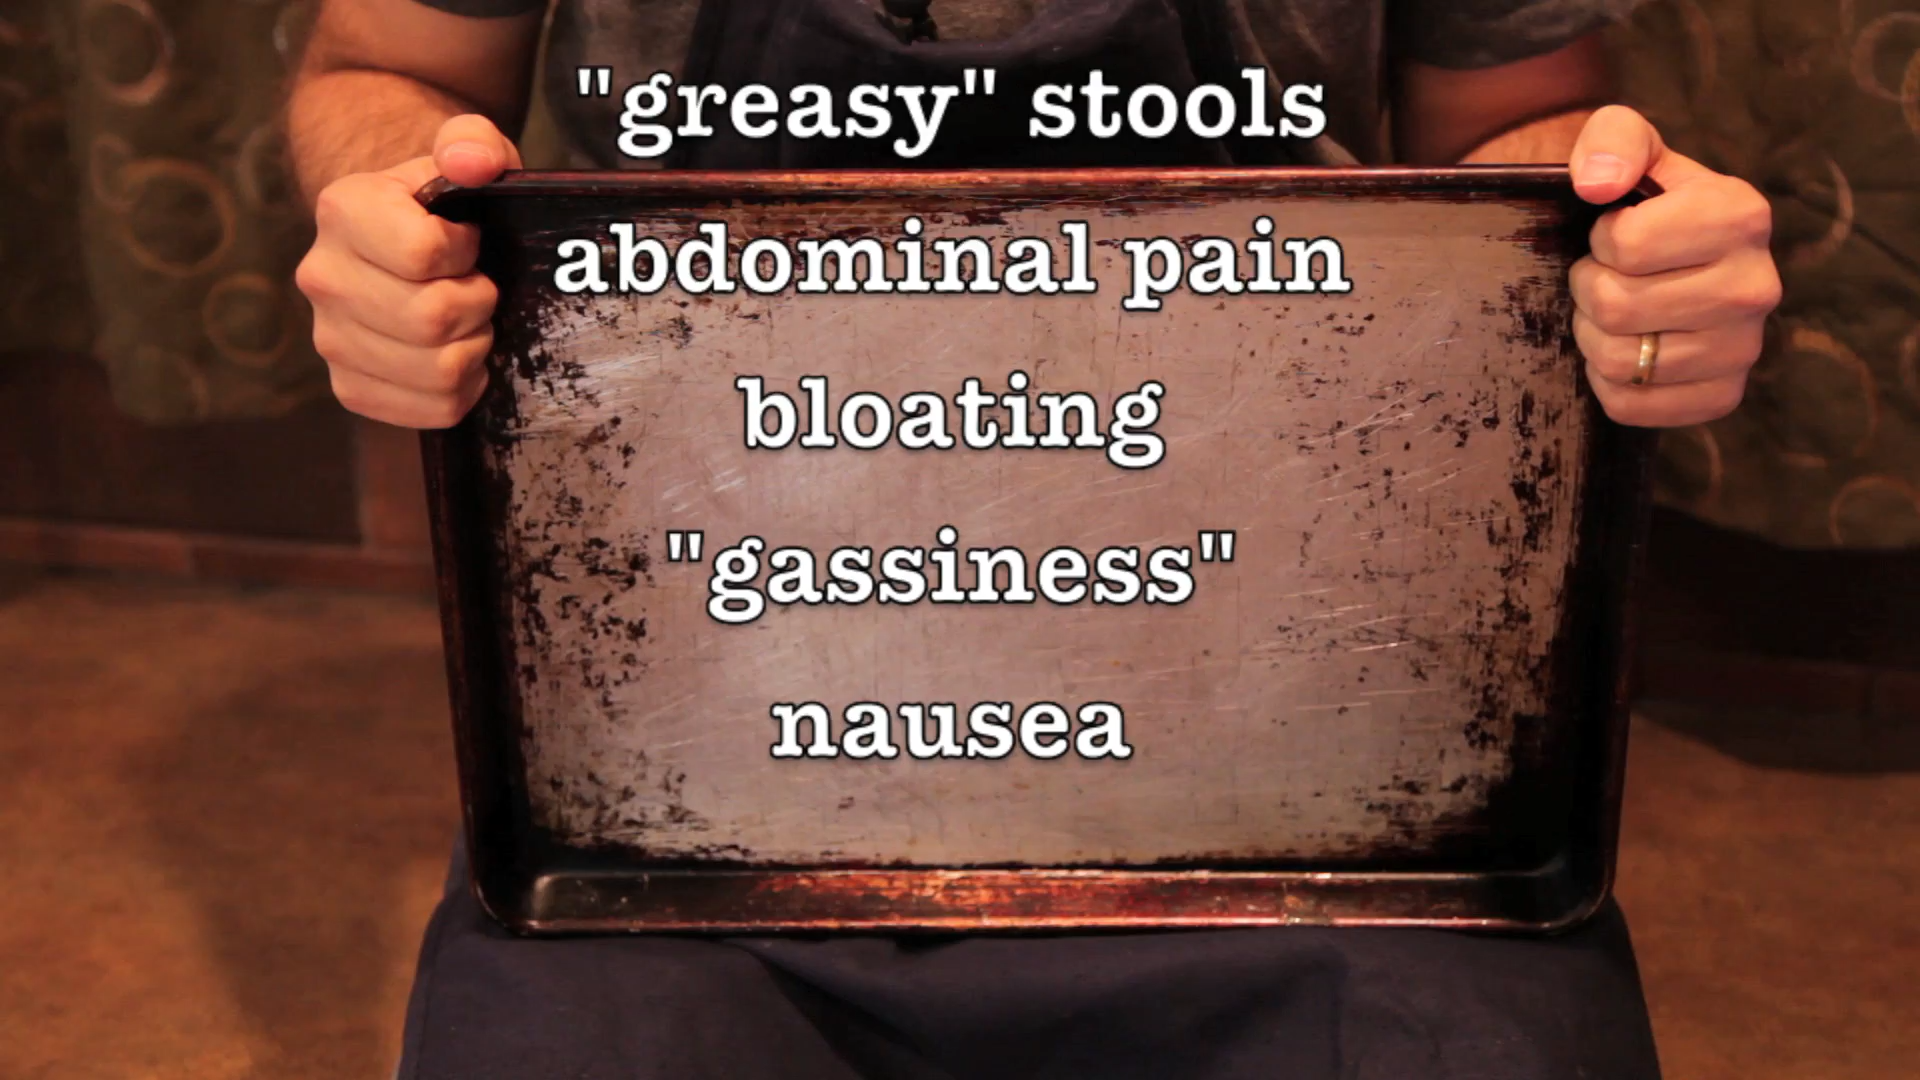 "greasy" stools
abdominal pain
bloating
"gassiness"
nausea